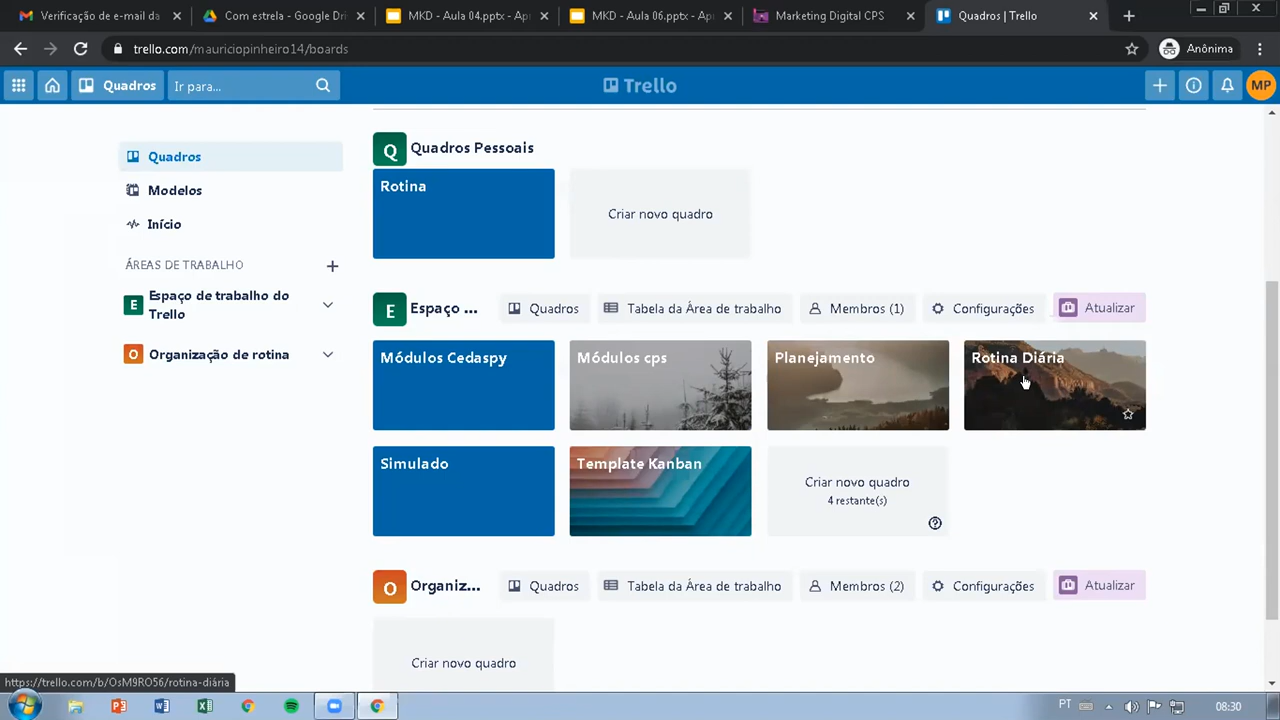 Verificação de e-mail da
Com estrela - Google Dri
MKD - Aula 04.pptx - Ap
MKD - Aula 06.pptx - Ap
Marketing Digital CPS
Quadros | Trello
trello.com/mauriciopinheiro14/boards
Anônima
Quadros
Ir para...
Trello
MP
Quadros
Modelos
Início
ÁREAS DE TRABALHO
E
Espaço de trabalho do
Trello
O
Organização de rotina
Q
Quadros Pessoais
Rotina
Criar novo quadro
E
Espaço ...
Quadros
Tabela da Área de trabalho
Membros (1)
Configurações
Atualizar
Módulos Cedaspy
Módulos cps
Planejamento
Rotina Diária
Simulado
Template Kanban
Criar novo quadro
4 restante(s)
O
Organiz...
Quadros
Tabela da Área de trabalho
Membros (2)
Configurações
Atualizar
Criar novo quadro
https://trello.com/b/OsM9RO56/rotina-diária
PT
08:30